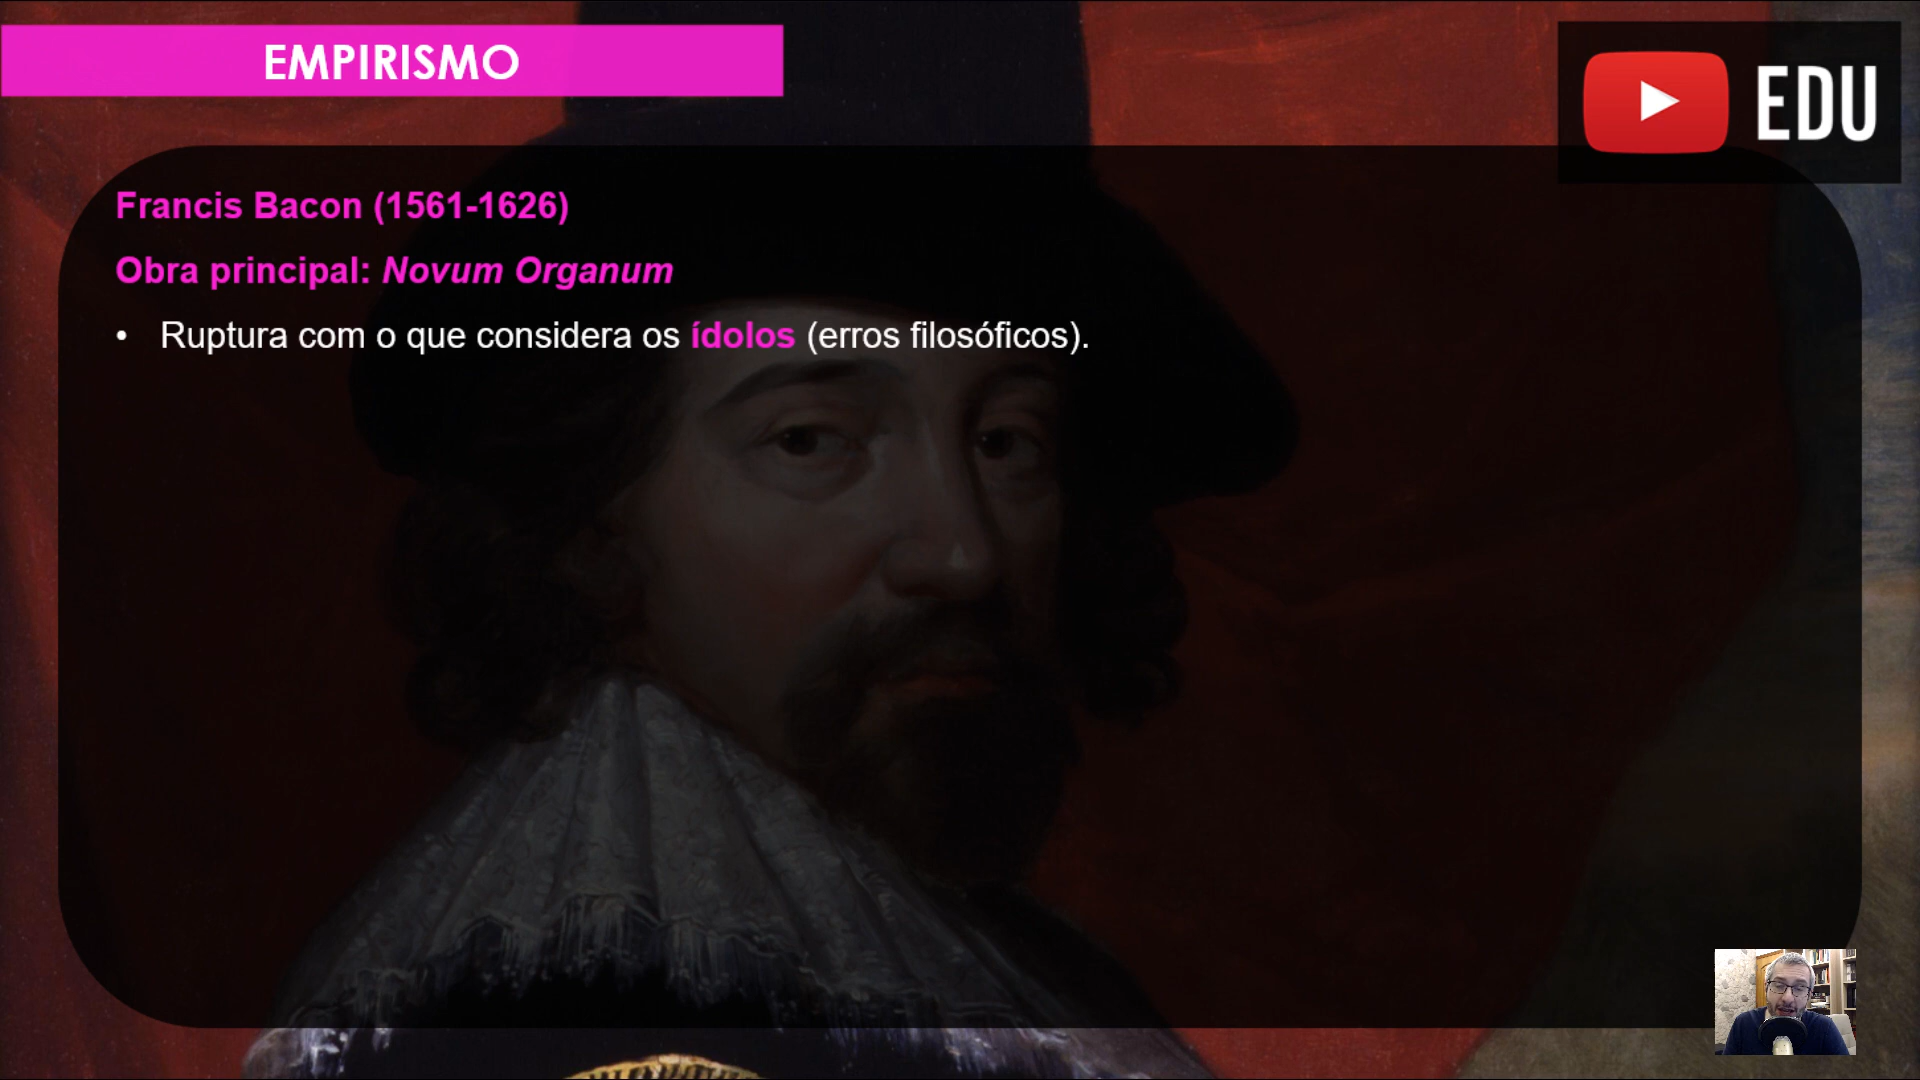 EMPIRISMO
EDU
Francis Bacon (1561-1626)
Obra principal: Novum Organum
• Ruptura com o que considera os ídolos (erros filosóficos).